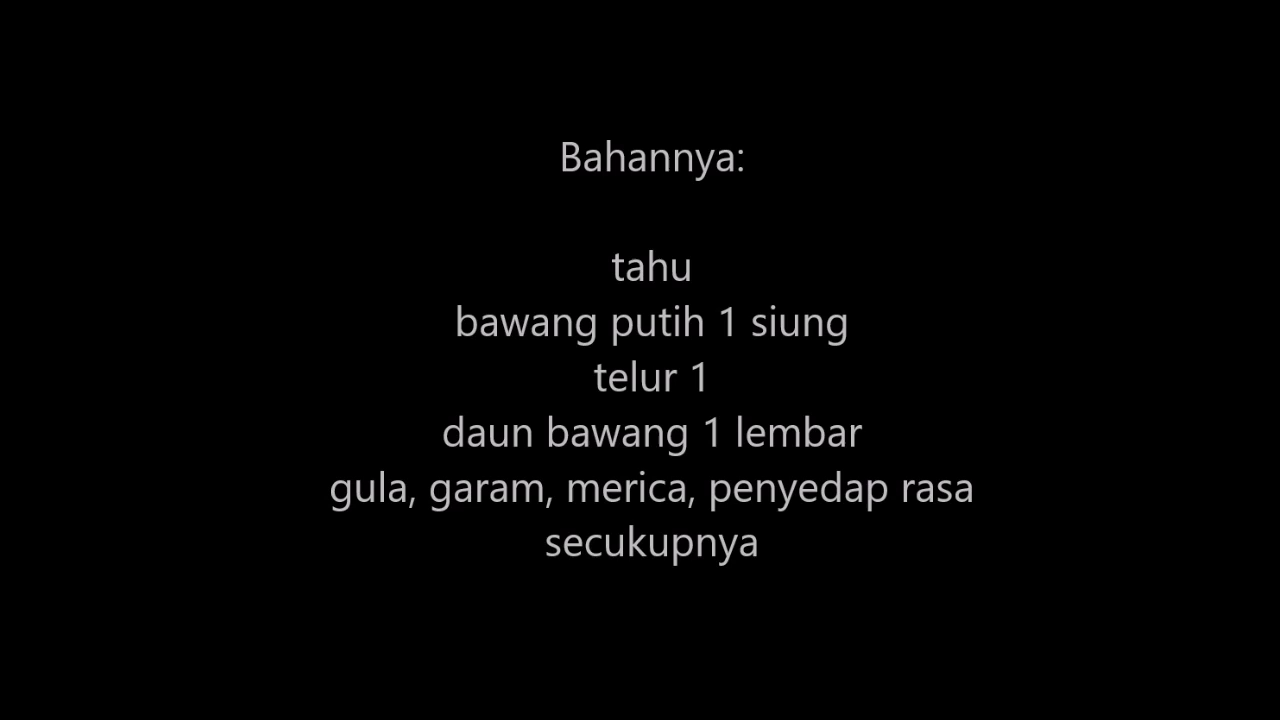 Bahannya:
tahu
bawang putih 1 siung
telur 1
daun bawang 1 lembar
gula, garam, merica, penyedap rasa
secukupnya